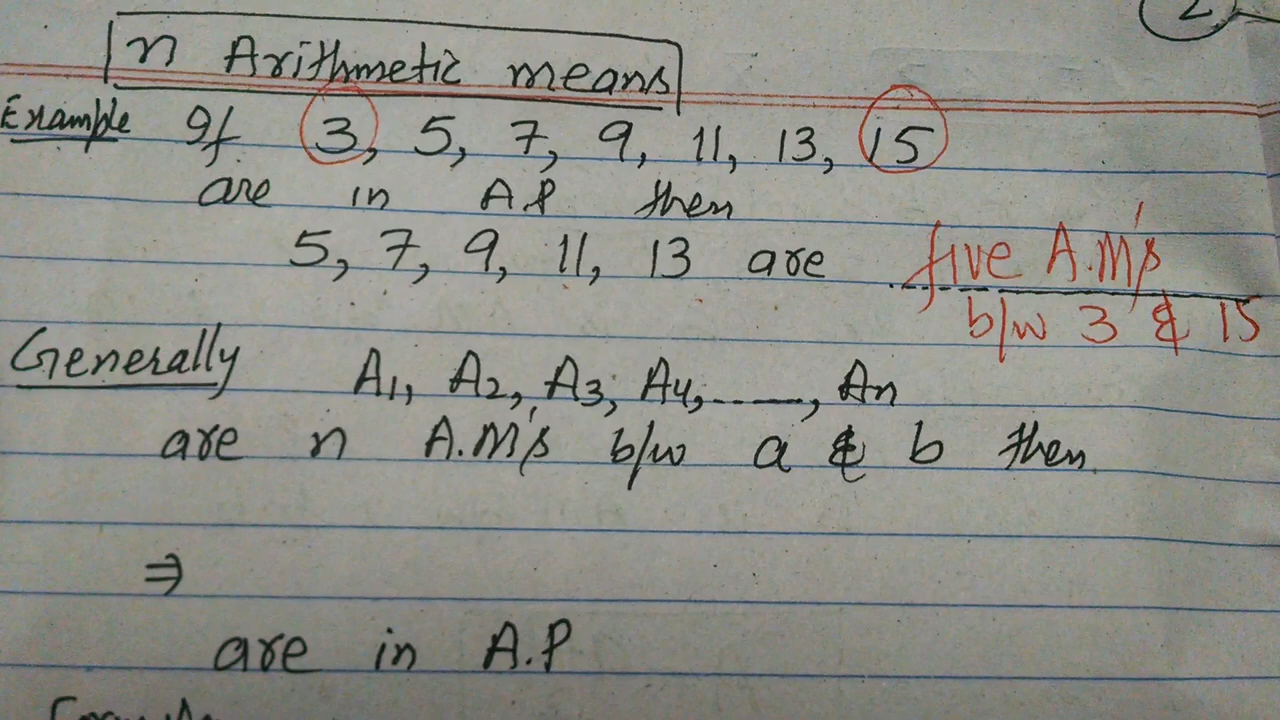 2
n Arithmetic means
Example If 3, 5, 7, 9, 11, 13, 15
are in A.P then
5, 7, 9, 11, 13 are five A.M's
b/w 3 & 15
Generally A1, A2, A3, A4, ......, An
are n A.M's b/w a & b then
⇒
are in A.P